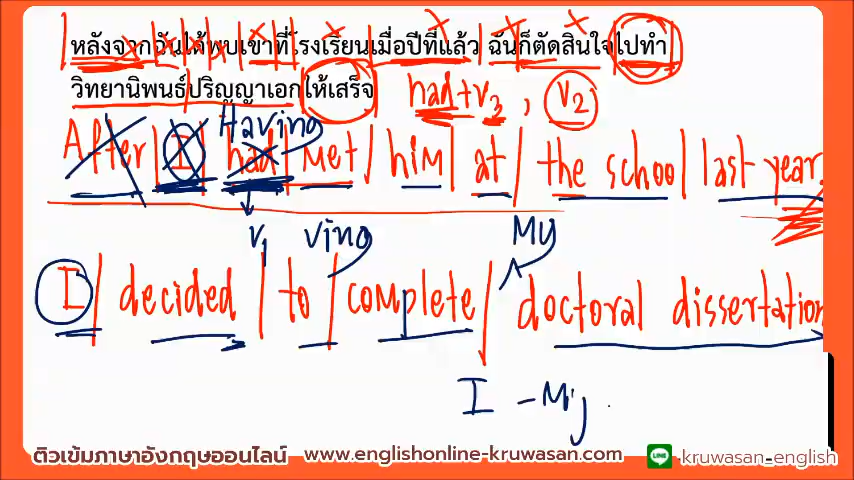 หลังจากฉันได้พบเขาที่โรงเรียนเมื่อปีที่แล้ว ฉันก็ตัดสินใจไปทำ
วิทยานิพนธ์ปริญญาเอกให้เสร็จ had+v3 , v2
Having
After I had met him at the school last year
v1 ving My
I decided to complete doctoral dissertation
I - My
ติวเข้มภาษาอังกฤษออนไลน์ www.englishonline-kruwasan.com LINE kruwasan_english